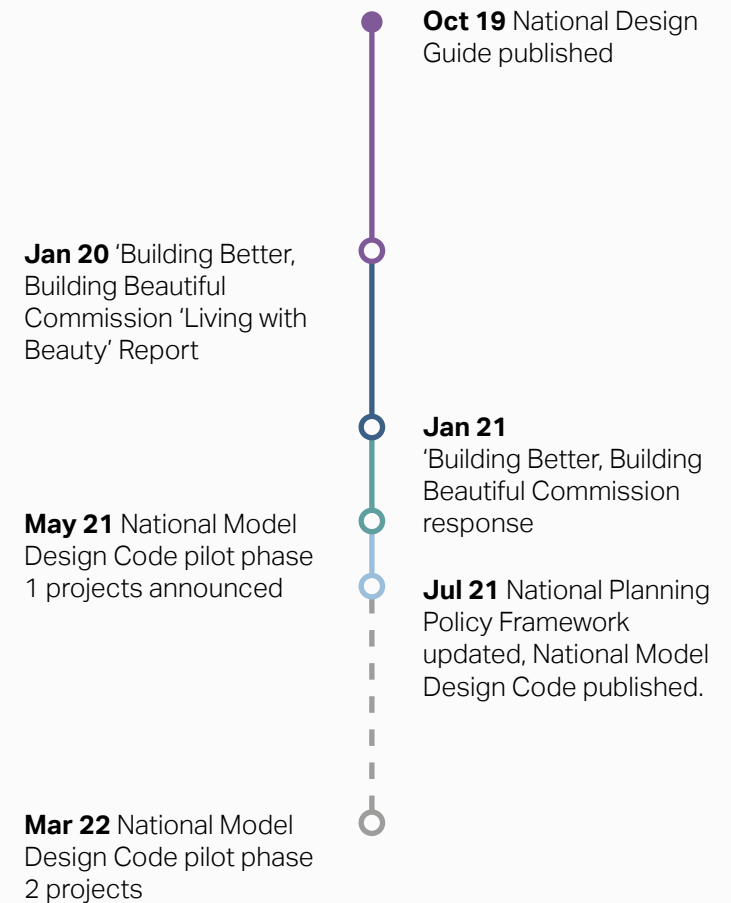 Oct 19 National Design
Guide published
Jan 20 ‘Building Better,
Building Beautiful
Commission ‘Living with
Beauty’ Report
Jan 21
‘Building Better, Building
Beautiful Commission
response
May 21 National Model
Design Code pilot phase
1 projects announced
Jul 21 National Planning
Policy Framework
updated, National Model
Design Code published.
Mar 22 National Model
Design Code pilot phase
2 projects